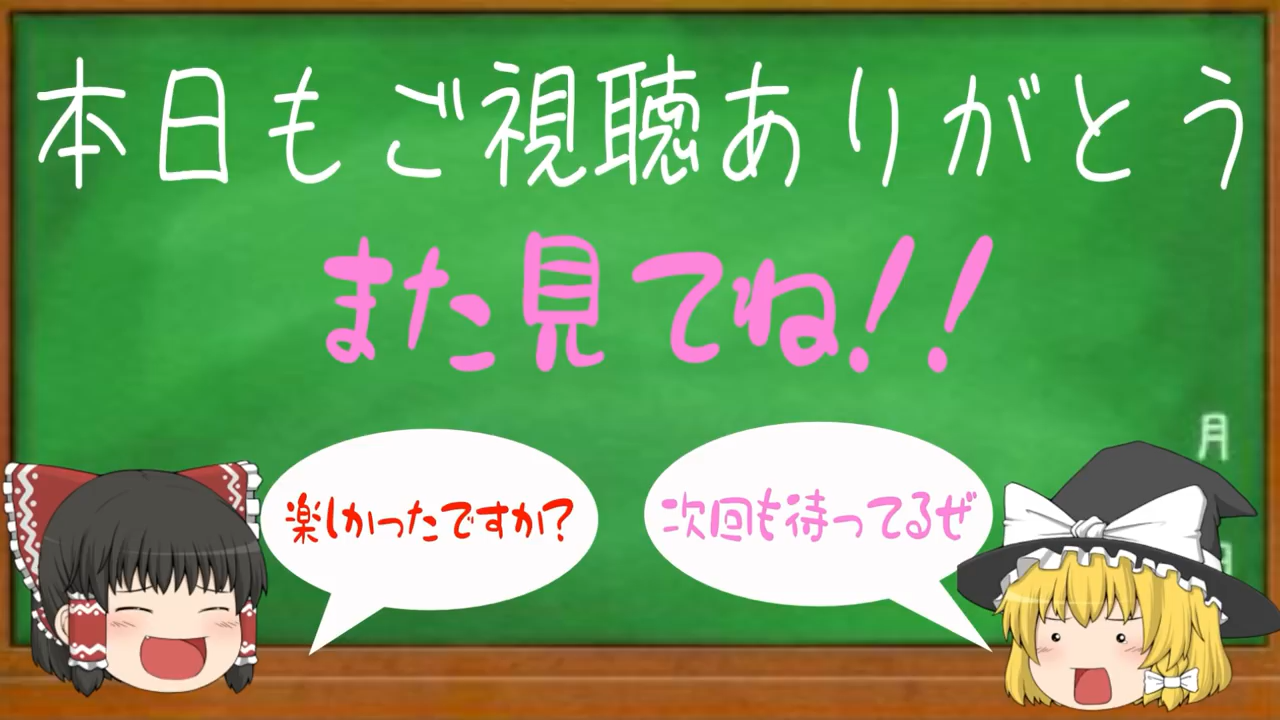 本日もご視聴ありがとう
また見てね!!
楽しかったですか?
次回も待ってるぜ
月